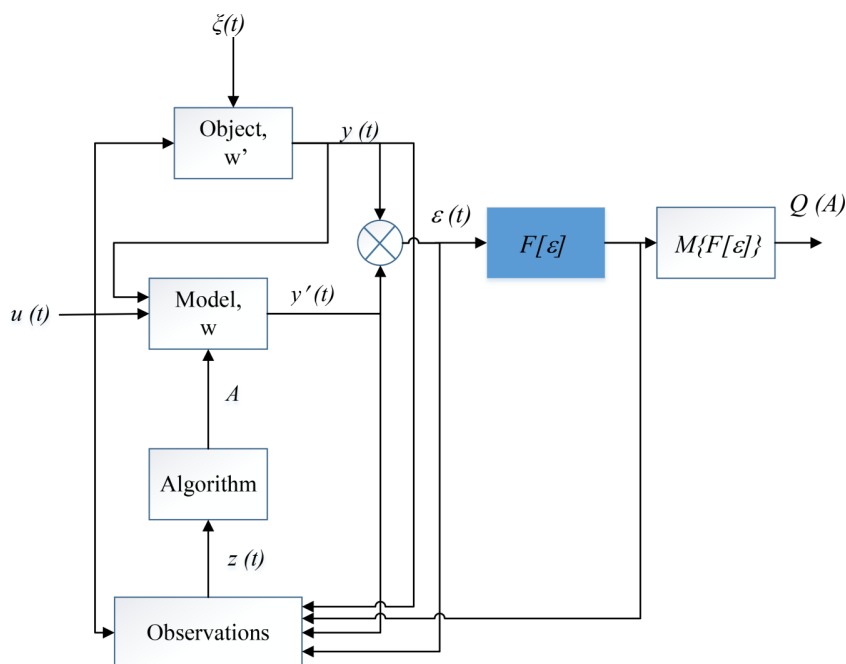 ξ(t)
Object,
w’
y (t)
ε (t)
F[ε]
M{F[ε]}
Q (A)
u (t)
Model,
w
y′ (t)
A
Algorithm
z (t)
Observations